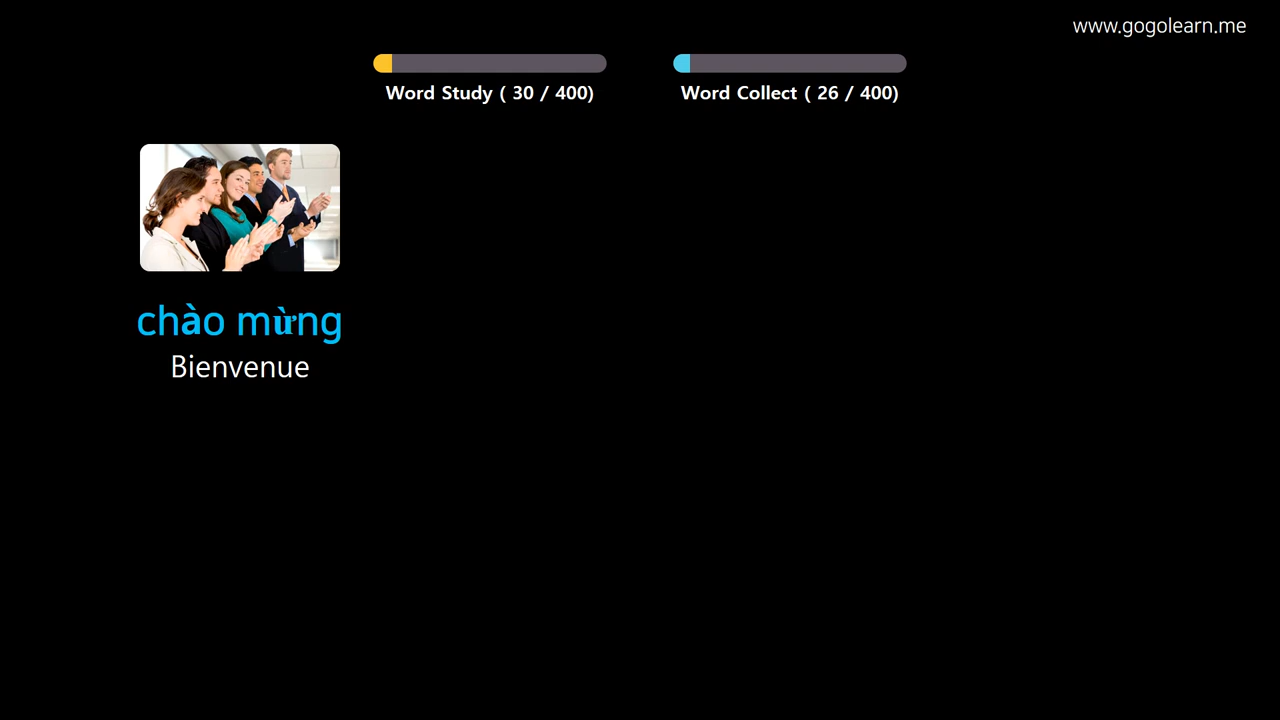 www.gogolearn.me
Word Study ( 30 / 400)
Word Collect ( 26 / 400)
chào mừng
Bienvenue